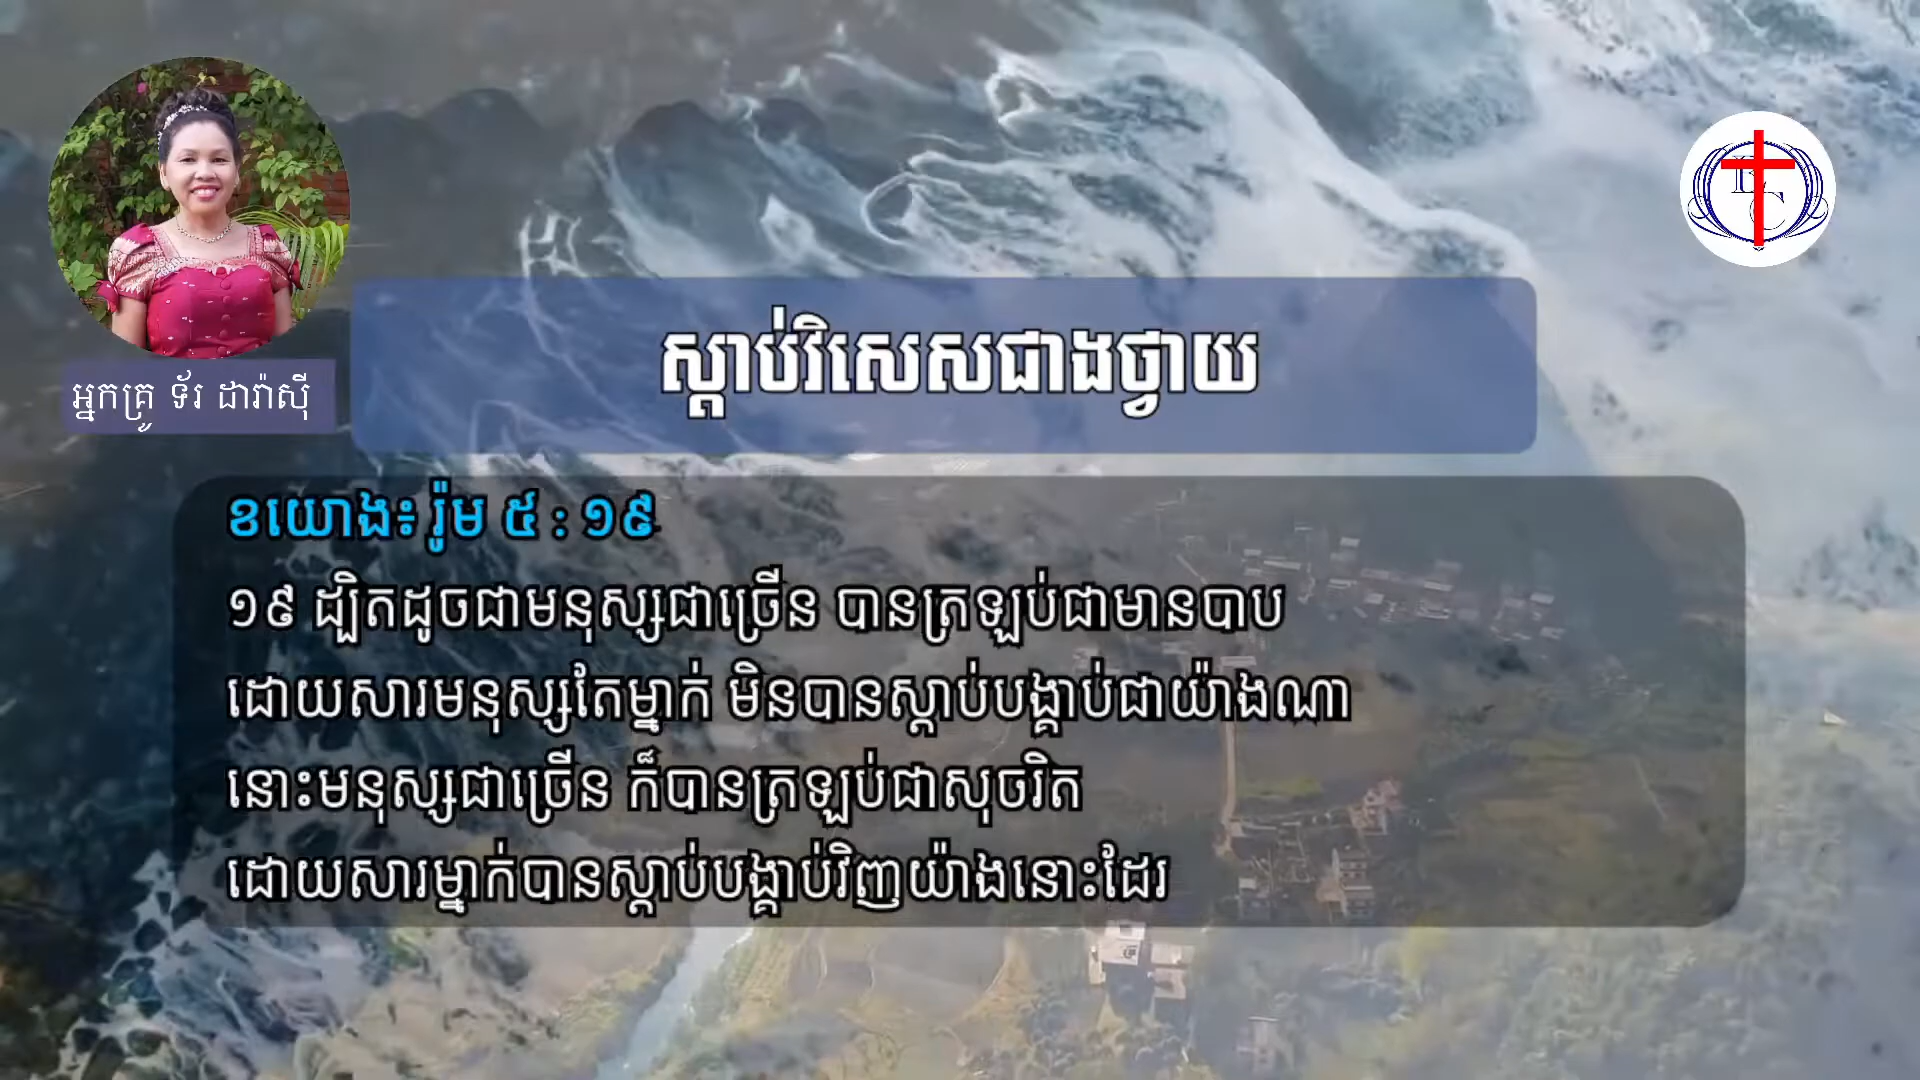 អ្នកគ្រូ ទ័រ ដារ៉ាស៊ី
ស្ដាប់វិសេសជាងថ្វាយ
ខយោង៖ រ៉ូម ៥ : ១៩
១៩ ដ្បិតដូចជាមនុស្សជាច្រើន បានត្រឡប់ជាមានបាប
ដោយសារមនុស្សតែម្នាក់ មិនបានស្ដាប់បង្គាប់ជាយ៉ាងណា
នោះមនុស្សជាច្រើន ក៏បានត្រឡប់ជាសុចរិត
ដោយសារម្នាក់បានស្ដាប់បង្គាប់វិញយ៉ាងនោះដែរ